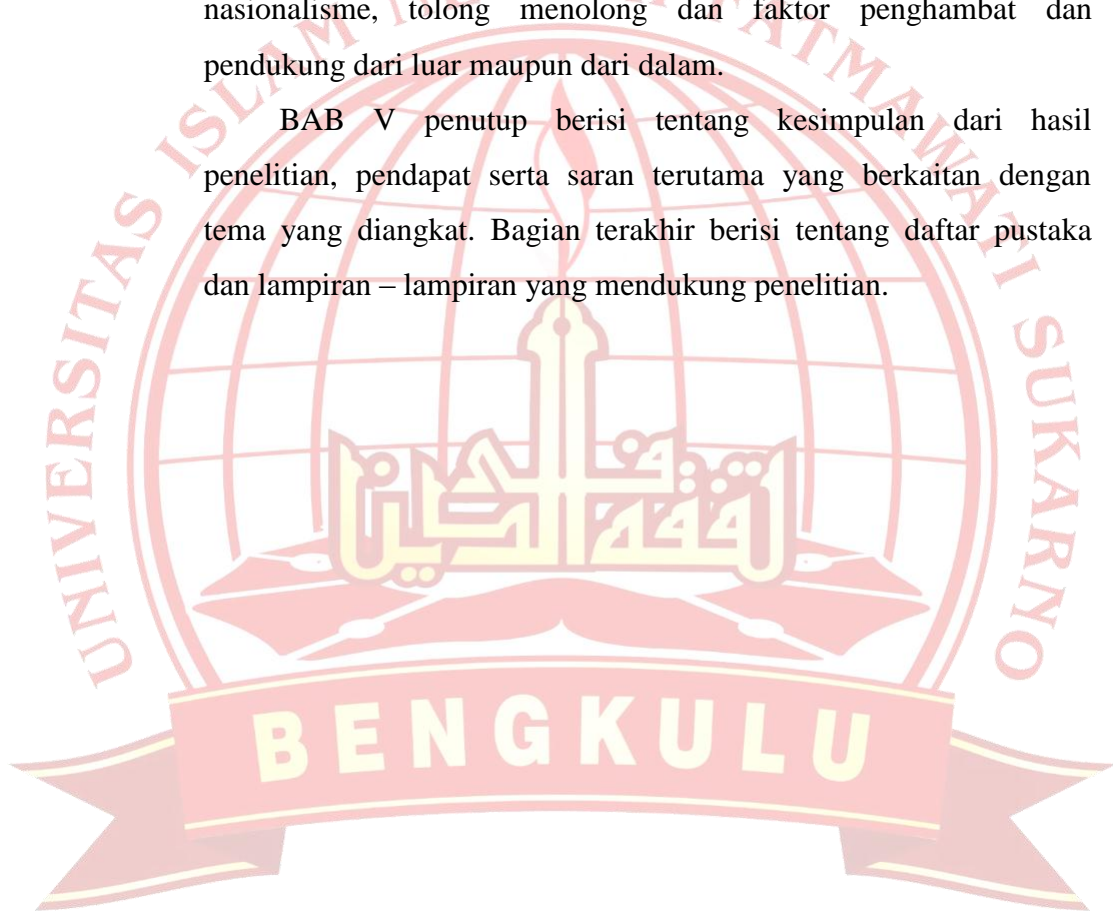 nasionalisme, tolong menolong dan faktor penghambat dan
pendukung dari luar maupun dari dalam.
BAB V penutup berisi tentang kesimpulan dari hasil
penelitian, pendapat serta saran terutama yang berkaitan dengan
tema yang diangkat. Bagian terakhir berisi tentang daftar pustaka
dan lampiran – lampiran yang mendukung penelitian.
UNIVERSITAS ISLAM FATMAWATI SUKARNO
BENGKULU